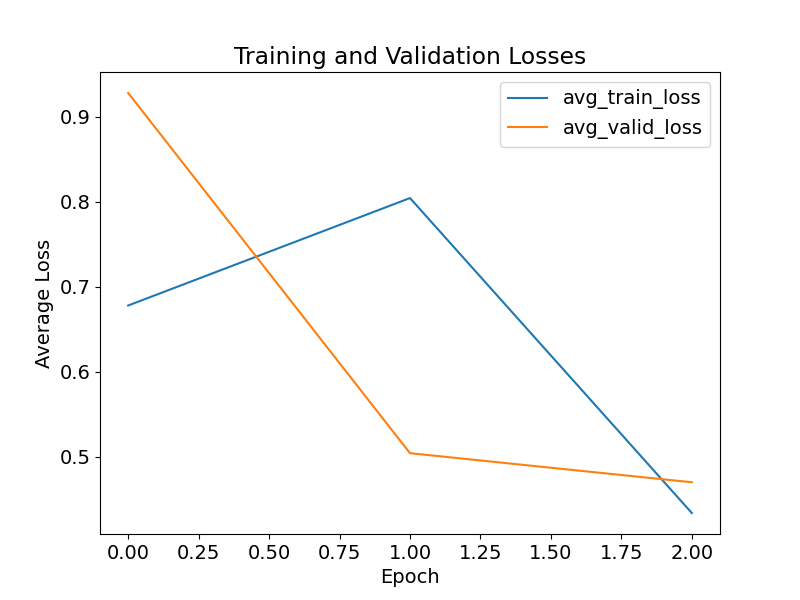 Training and Validation Losses
avg_train_loss
avg_valid_loss
Average Loss
0.9
0.8
0.7
0.6
0.5
0.00 0.25 0.50 0.75 1.00 1.25 1.50 1.75 2.00
Epoch